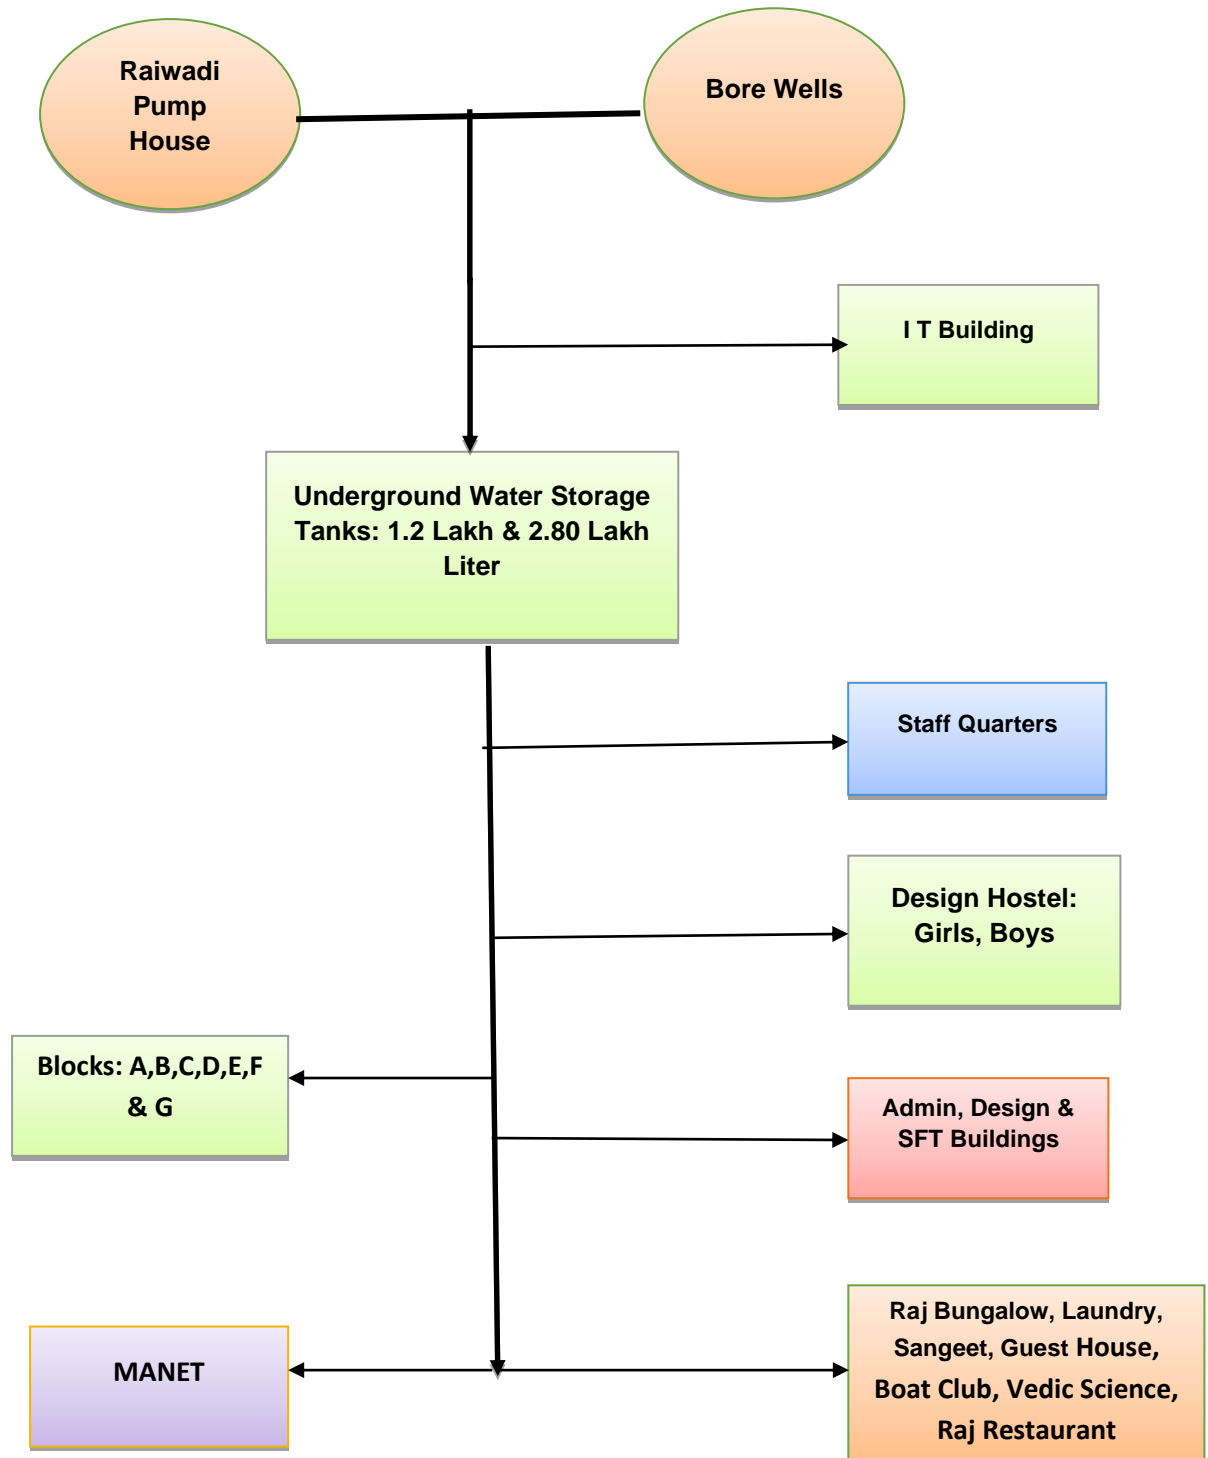 Raiwadi
Pump
House
Bore Wells
I T Building
Underground Water Storage
Tanks: 1.2 Lakh & 2.80 Lakh
Liter
Staff Quarters
Design Hostel:
Girls, Boys
Blocks: A,B,C,D,E,F
& G
Admin, Design &
SFT Buildings
MANET
Raj Bungalow, Laundry,
Sangeet, Guest House,
Boat Club, Vedic Science,
Raj Restaurant